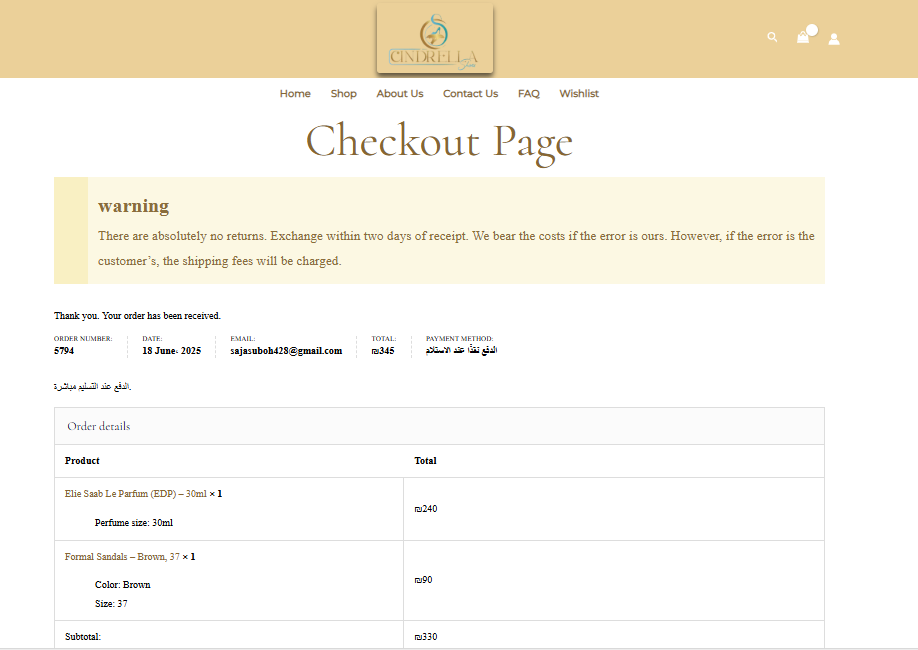 CINDRELLA
Store
Home Shop About Us Contact Us FAQ Wishlist
Checkout Page
warning
There are absolutely no returns. Exchange within two days of receipt. We bear the costs if the error is ours. However, if the error is the
customer’s, the shipping fees will be charged.
Thank you. Your order has been received.
ORDER NUMBER: DATE: EMAIL: TOTAL: PAYMENT METHOD:
5794 18 June، 2025 sajasuboh428@gmail.com ₪345 الدفع نقدًا عند الاستلام
الدفع عند التسليم مباشرة.
Order details
Product Total
Elie Saab Le Parfum (EDP) – 30ml × 1
Perfume size: 30ml
₪240
Formal Sandals – Brown, 37 × 1
Color: Brown
Size: 37
₪90
Subtotal: ₪330